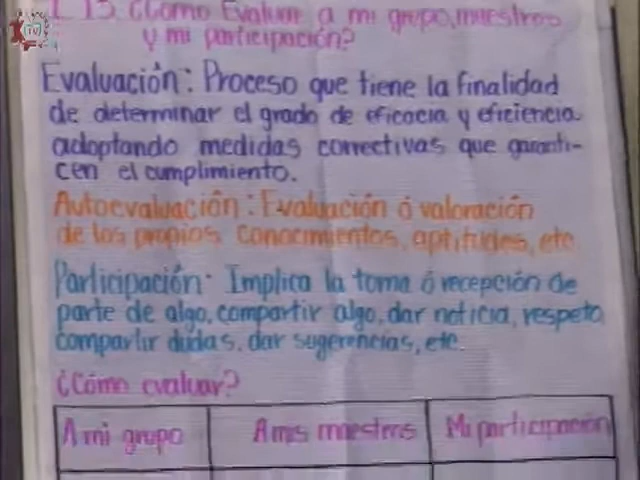 1.3 ¿Cómo Evaluar a mi grupo, maestros
y mi participación?
Evaluación: Proceso que tiene la finalidad
de determinar el grado de eficacia y eficiencia
adoptando medidas correctivas que garanti-
cen el cumplimiento.
Autoevaluación: Evaluación ó valoración
de los propios conocimientos, aptitudes, etc
Participación: Implica la toma ó recepción de
parte de algo, compartir algo, dar noticia, respeto
compartir dudas, dar sugerencias, etc.
¿Cómo evaluar?
A mi grupo
A mis maestros
Mi participación